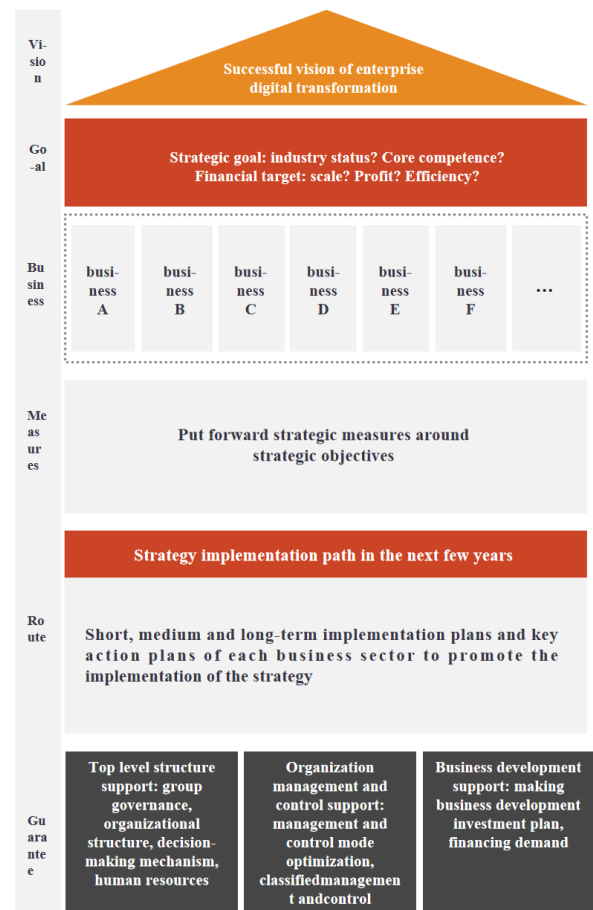 Vi-
sio
n
Successful vision of enterprise
digital transformation
Go
-al
Strategic goal: industry status? Core competence?
Financial target: scale? Profit? Efficiency?
Bu
sin
ess
busi-
ness
A
busi-
ness
B
busi-
ness
C
busi-
ness
D
busi-
ness
E
busi-
ness
F
...
Me
as
ur
es
Put forward strategic measures around
strategic objectives
Ro
ute
Strategy implementation path in the next few years
Short, medium and long-term implementation plans and key
action plans of each business sector to promote the
implementation of the strategy
Gu
ara
nte
e
Top level structure
support: group
governance,
organizational
structure, decision-
making mechanism,
human resources
Organization
management and
control support:
management and
control mode
optimization,
classifiedmanagemen
t andcontrol
Business development
support: making
business development
investment plan,
financing demand